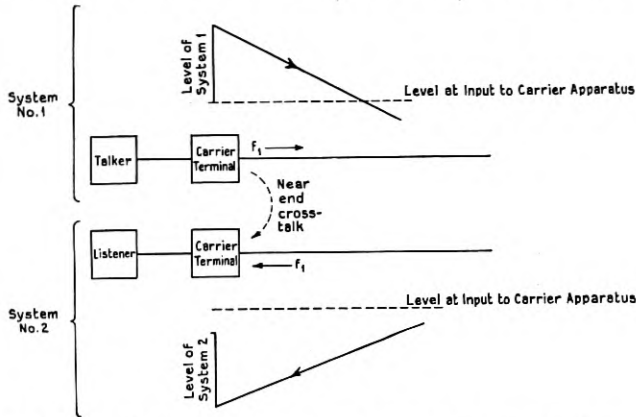 Level of
System 1
Level at Input to Carrier Apparatus
System
No.1
Talker
Carrier
Terminal
f₁
Near
end
cross-
talk
Listener
Carrier
Terminal
f₁
Level at Input to Carrier Apparatus
System
No.2
Level of
System 2